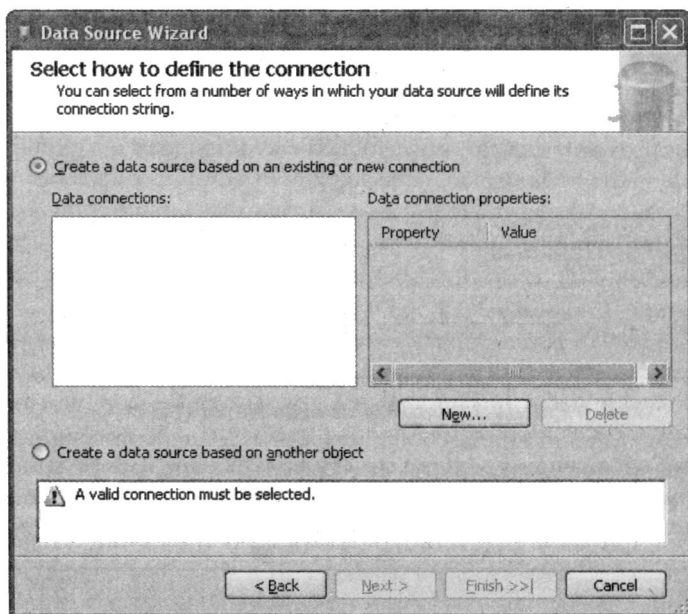 Data Source Wizard
Select how to define the connection
You can select from a number of ways in which your data source will define its
connection string.
Create a data source based on an existing or new connection
Data connections:
Data connection properties:
Property Value
New...
Delete
Create a data source based on another object
A valid connection must be selected.
< Back
Next >
Finish >>|
Cancel